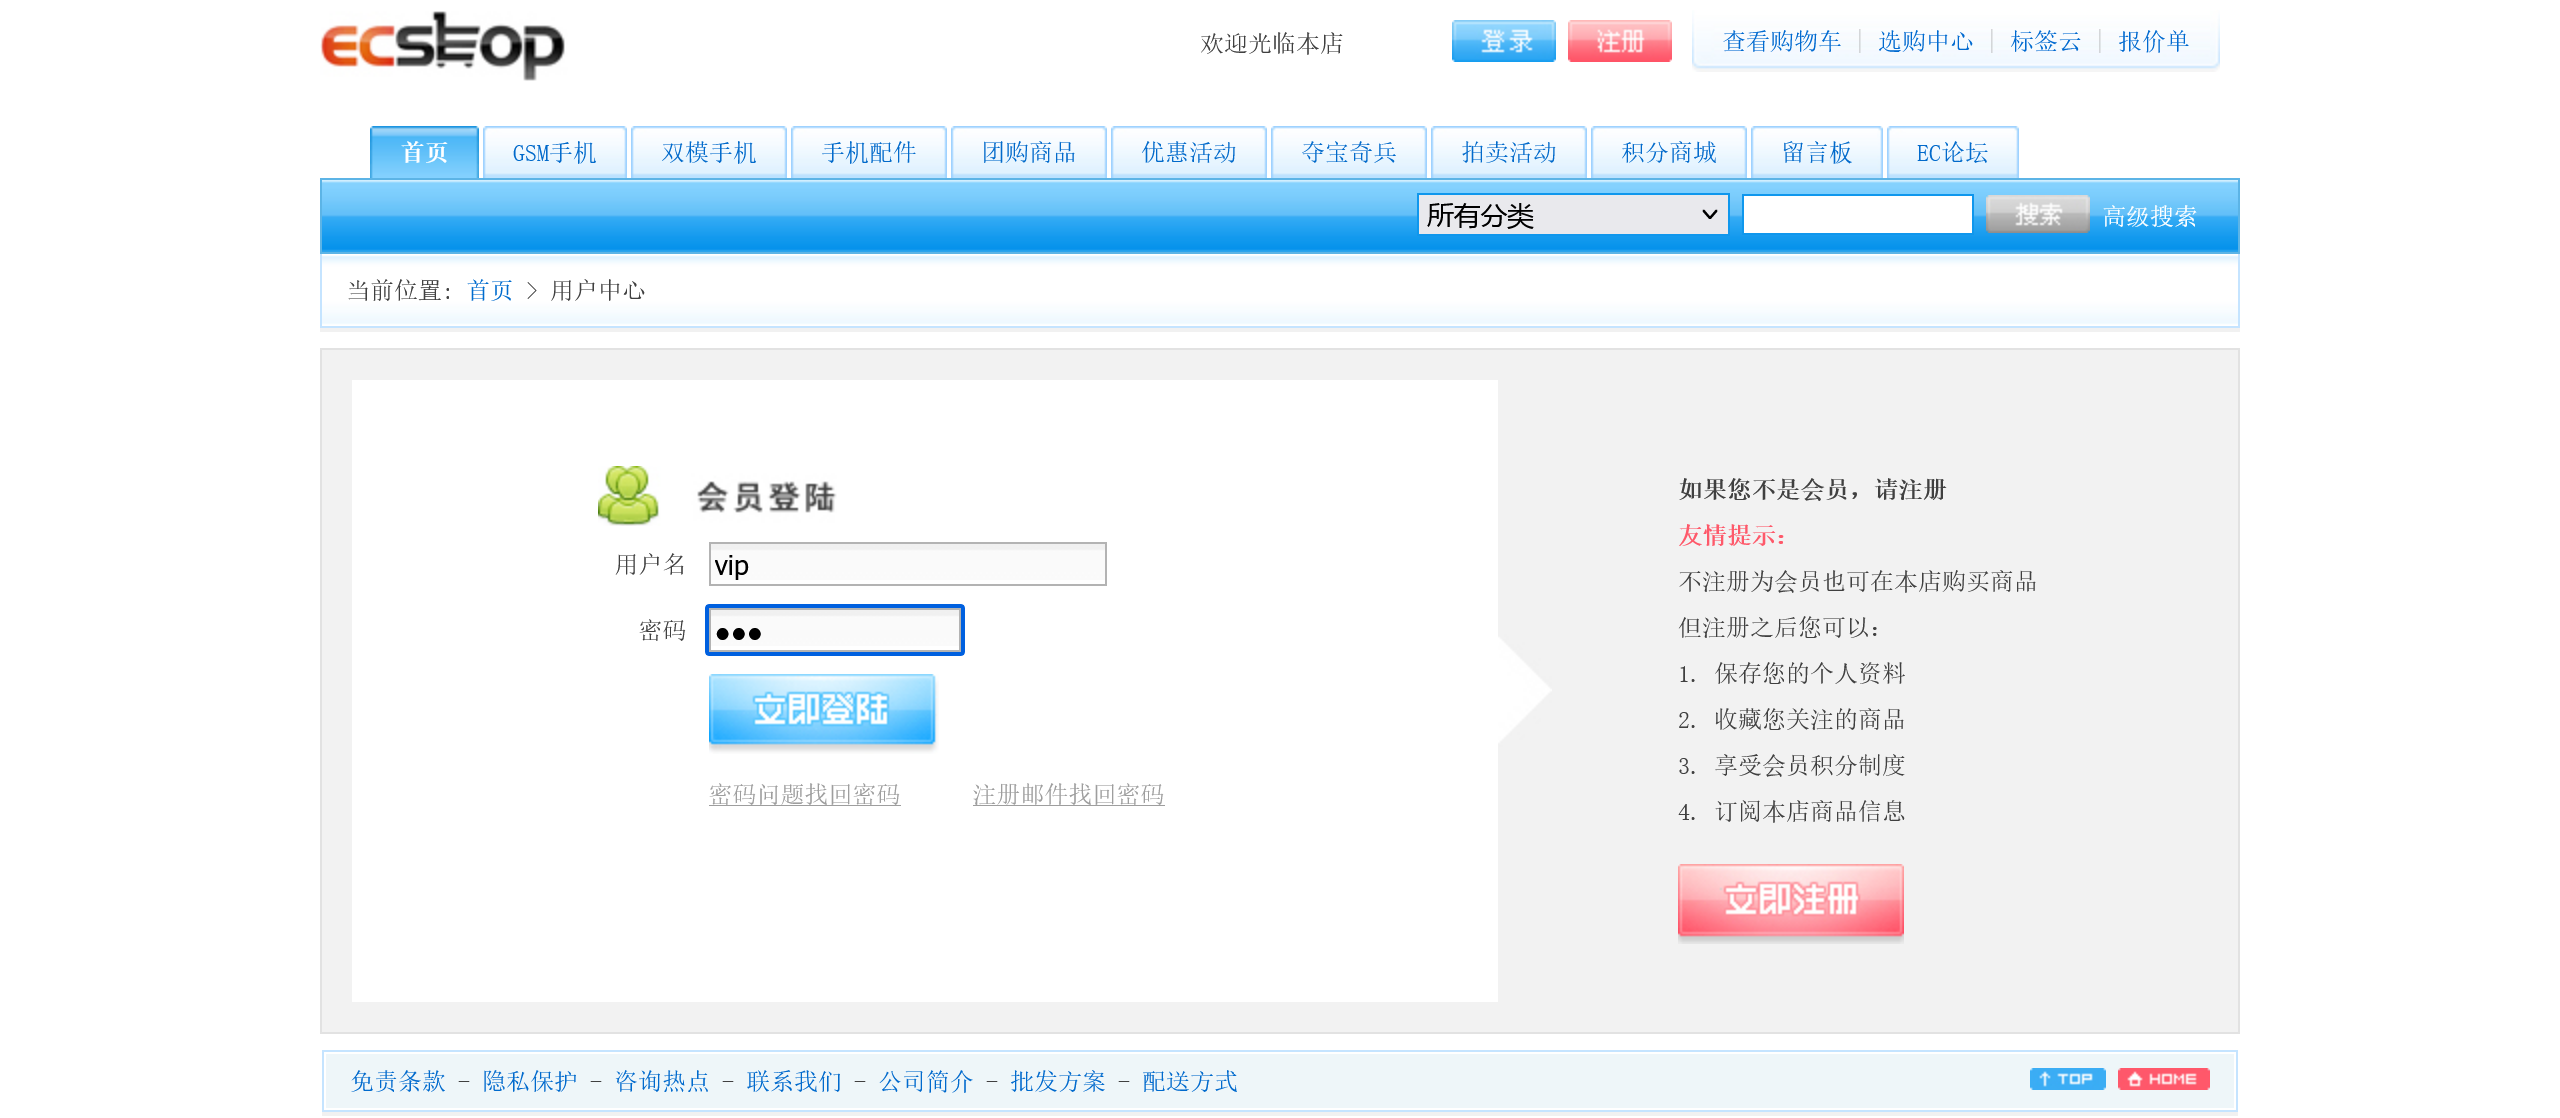 ECShop
欢迎光临本店
登录 注册
查看购物车 | 选购中心 | 标签云 | 报价单
首页 GSM手机 双模手机 手机配件 团购商品 优惠活动 夺宝奇兵 拍卖活动 积分商城 留言板 EC论坛
所有分类 搜索 高级搜索
当前位置: 首页 > 用户中心
会员登陆
用户名 vip
密码 •••
立即登陆
密码问题找回密码 注册邮件找回密码
如果您不是会员，请注册
友情提示：
不注册为会员也可在本店购买商品
但注册之后您可以：
1. 保存您的个人资料
2. 收藏您关注的商品
3. 享受会员积分制度
4. 订阅本店商品信息
立即注册
免责条款 - 隐私保护 - 咨询热点 - 联系我们 - 公司简介 - 批发方案 - 配送方式
TOP HOME